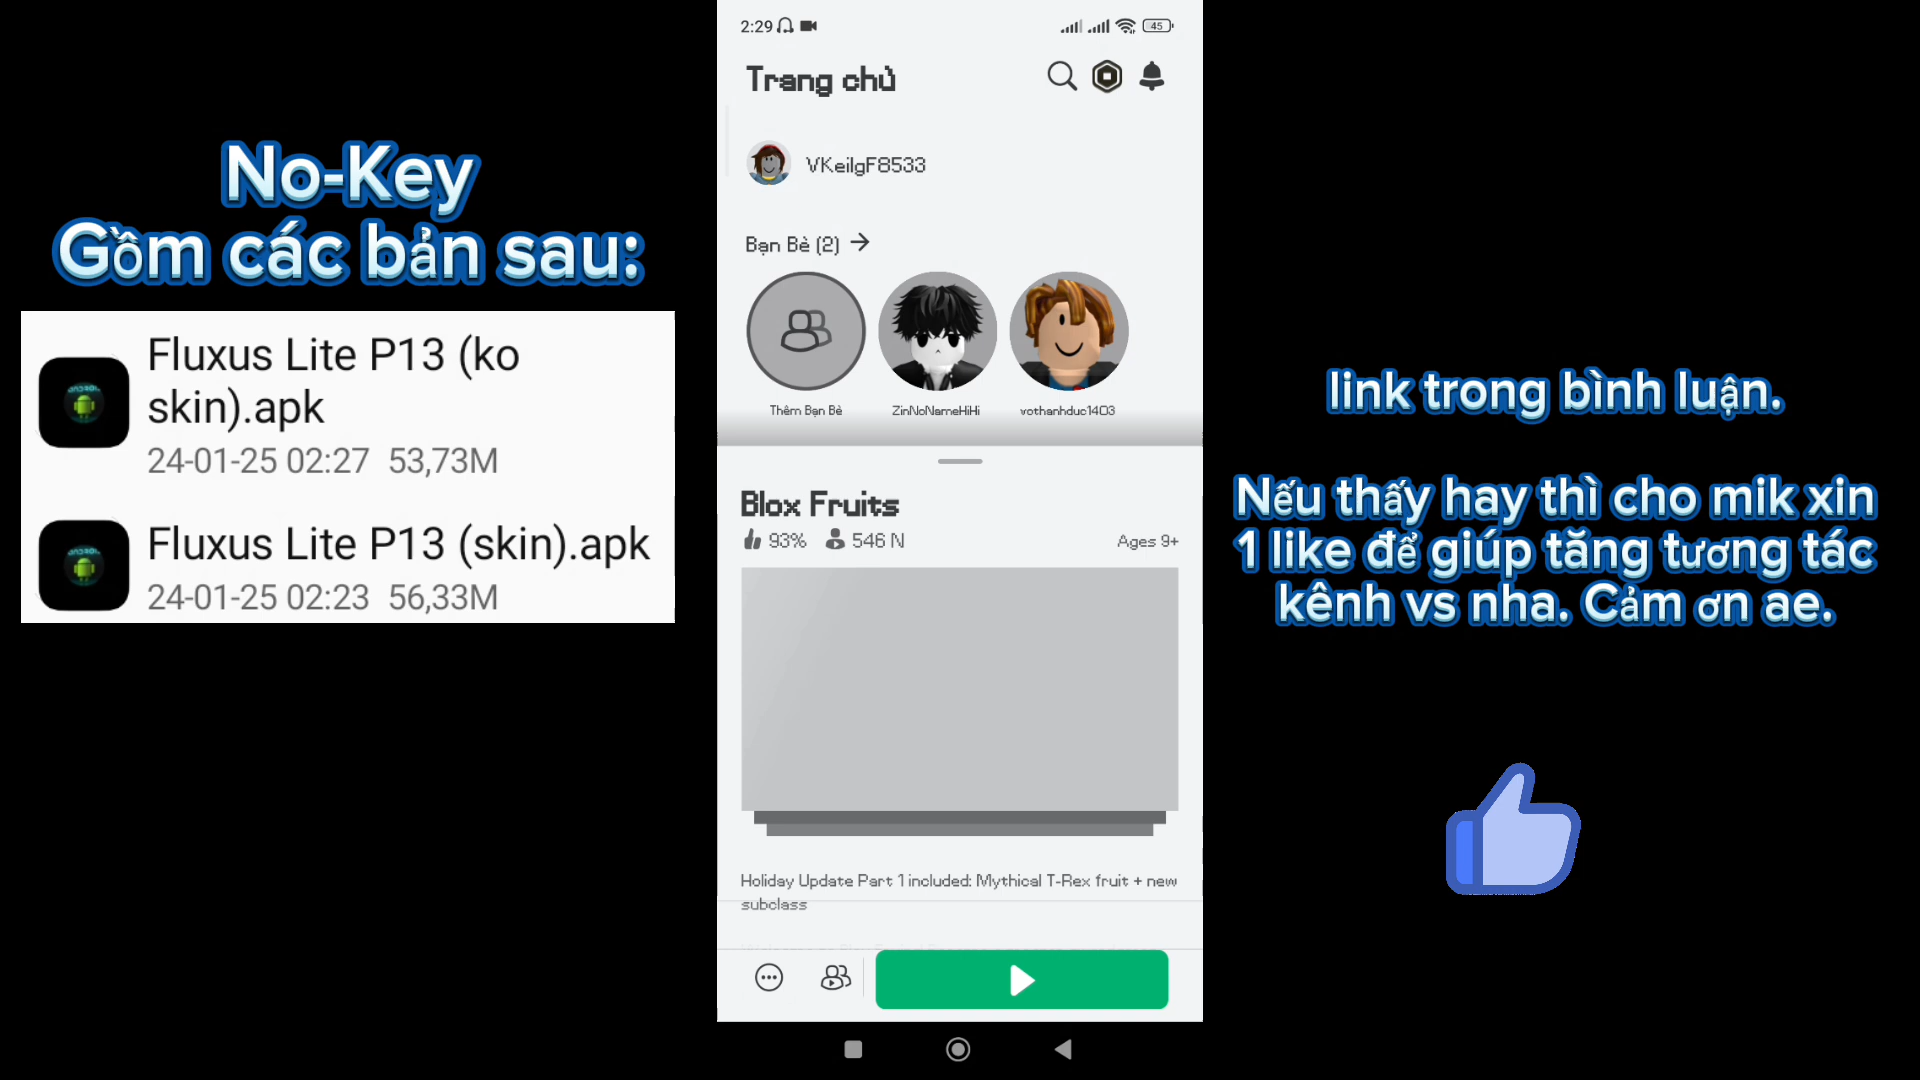 No-Key
Gồm các bản sau:
Fluxus Lite P13 (ko
skin).apk
24-01-25 02:27 53,73M
Fluxus Lite P13 (skin).apk
24-01-25 02:23 56,33M
2:29
45
Trang chủ
VKeilgF8533
Bạn Bè (2)
Thêm Bạn Bè
ZinNoNameHiHi
vothanhduc1403
Blox Fruits
93% 546 N
Ages 9+
Holiday Update Part 1 included: Mythical T-Rex fruit + new
subclass
link trong bình luận.
Nếu thấy hay thì cho mik xin
1 like để giúp tăng tương tác
kênh vs nha. Cảm ơn ae.